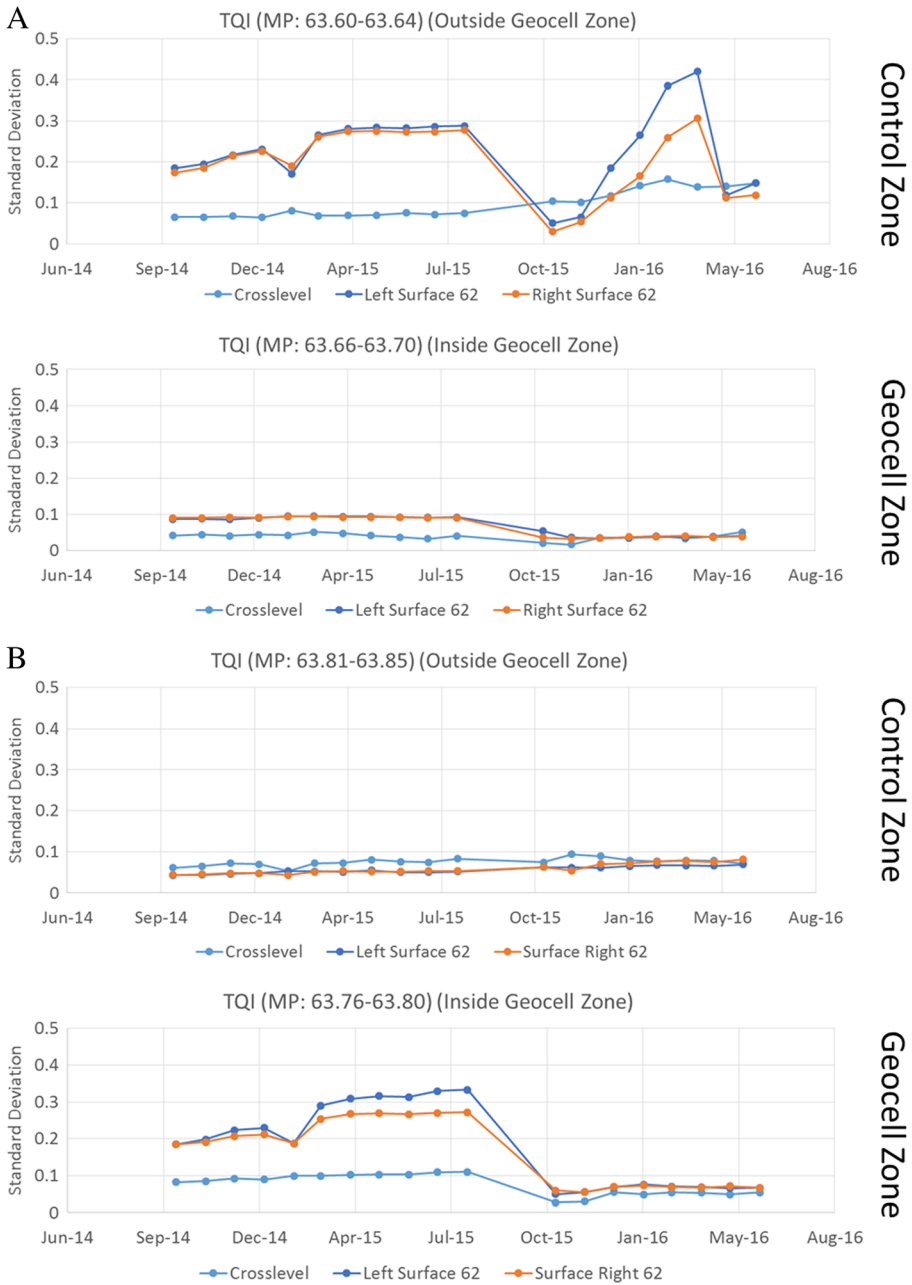 A
TQI (MP: 63.60-63.64) (Outside Geocell Zone)
0.5
0.4
0.3
0.2
0.1
0
Standard Deviation
Jun-14 Sep-14 Dec-14 Apr-15 Jul-15 Oct-15 Jan-16 May-16 Aug-16
Crosslevel Left Surface 62 Right Surface 62
Control Zone
TQI (MP: 63.66-63.70) (Inside Geocell Zone)
0.5
0.4
0.3
0.2
0.1
0
Stnadard Deviation
Jun-14 Sep-14 Dec-14 Apr-15 Jul-15 Oct-15 Jan-16 May-16 Aug-16
Crosslevel Left Surface 62 Right Surface 62
Geocell Zone
B
TQI (MP: 63.81-63.85) (Outside Geocell Zone)
0.5
0.4
0.3
0.2
0.1
0
Standard Deviation
Jun-14 Sep-14 Dec-14 Apr-15 Jul-15 Oct-15 Jan-16 May-16 Aug-16
Crosslevel Left Surface 62 Surface Right 62
Control Zone
TQI (MP: 63.76-63.80) (Inside Geocell Zone)
0.5
0.4
0.3
0.2
0.1
0
Standard Deviation
Jun-14 Sep-14 Dec-14 Apr-15 Jul-15 Oct-15 Jan-16 May-16 Aug-16
Crosslevel Left Surface 62 Surface Right 62
Geocell Zone